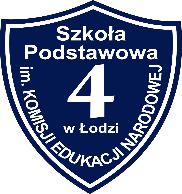 Szkoła
Podstawowa
4
w Łodzi
im. KOMISJI EDUKACJI NARODOWEJ